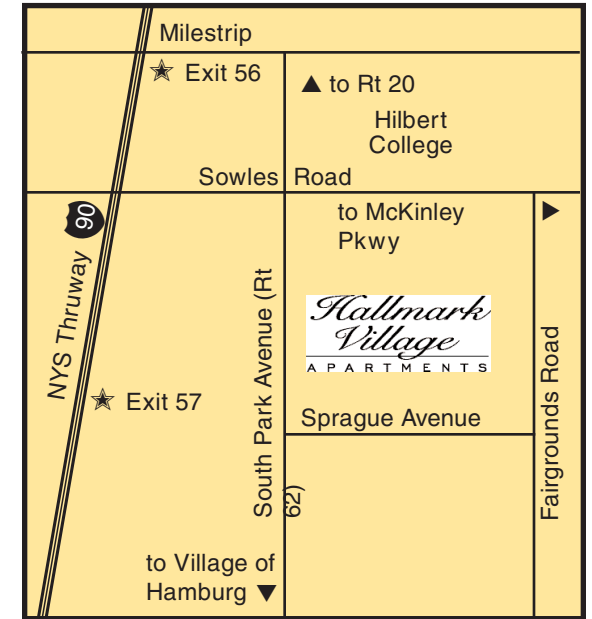 Milestrip
Exit 56
to Rt 20
Hilbert
College
Sowles Road
90
to McKinley
Pkwy
NYS Thruway
South Park Avenue (Rt
62)
Hallmark
Village
APARTMENTS
Fairgrounds Road
Exit 57
Sprague Avenue
to Village of
Hamburg